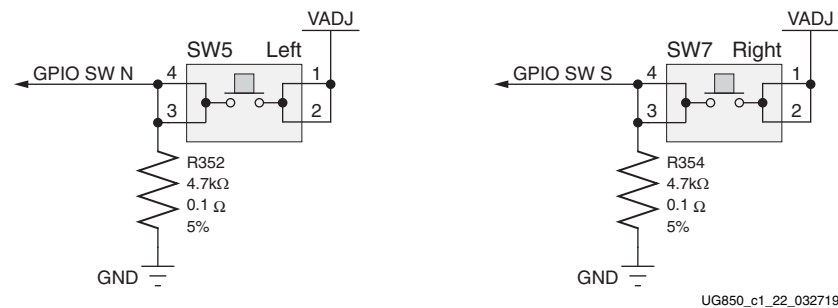 VADJ
SW5 Left
GPIO SW N
4
1
3
2
R352
4.7kΩ
0.1 Ω
5%
GND
VADJ
SW7 Right
GPIO SW S
4
1
3
2
R354
4.7kΩ
0.1 Ω
5%
GND
UG850_c1_22_032719